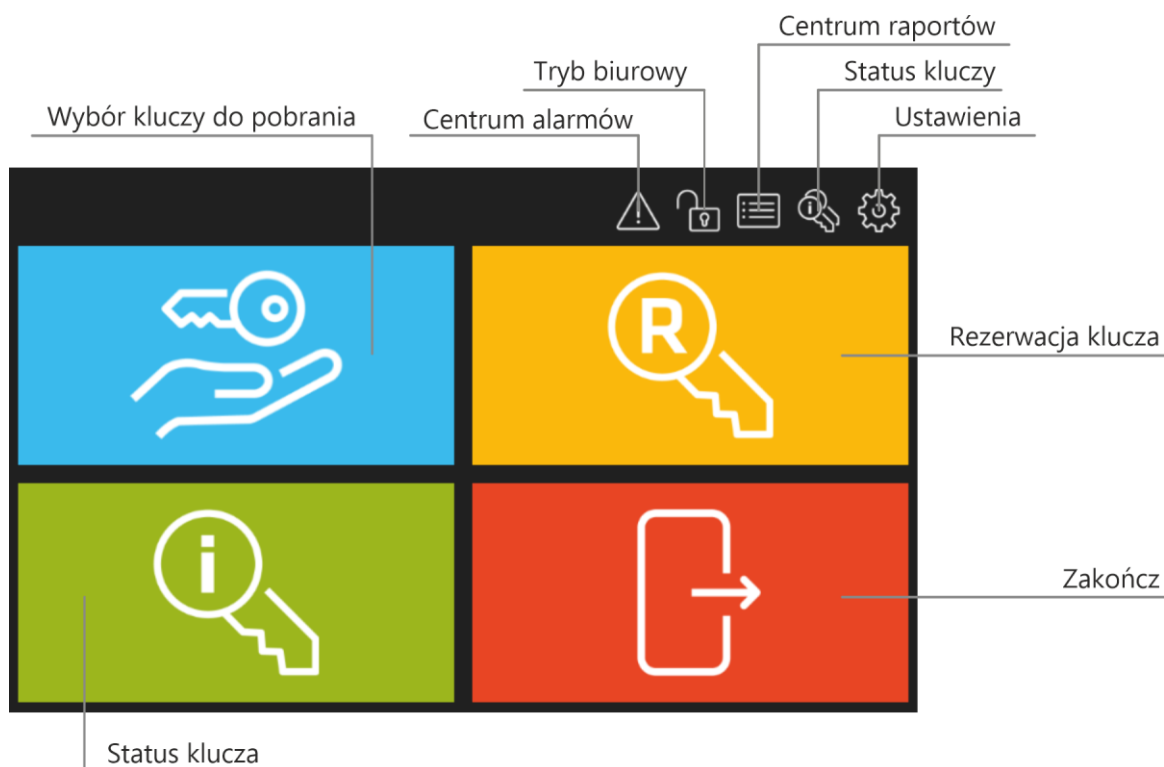 Centrum raportów
Tryb biurowy
Status kluczy
Wybór kluczy do pobrania
Centrum alarmów
Ustawienia
R
Rezerwacja klucza
i
Zakończ
Status klucza